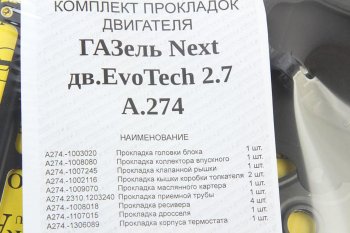 КОМПЛЕКТ ПРОКЛАДОК
ДВИГАТЕЛЯ
ГАЗель Next
дв.EvoTech 2.7
А.274
НАИМЕНОВАНИЕ
А274.-1003020 Прокладка головки блока 1 шт.
А274.-1008080 Прокладка коллектора впускного 1 шт.
А274.-1007245 Прокладка клапанной рышки 1 шт.
А274.-1002116 Прокладка кышки коробки толкателя 2 шт.
А274.-1009070 Прокладка маслянного картера 1 шт.
А274.2310.1203240 Прокладка приемной трубы 1 шт.
А274.-1008018 Прокладка ресивера 4 шт.
А274.-1107015 Прокладка дросселя 1 шт.
А274.-1306089 Прокладка корпуса термостата 1 шт.